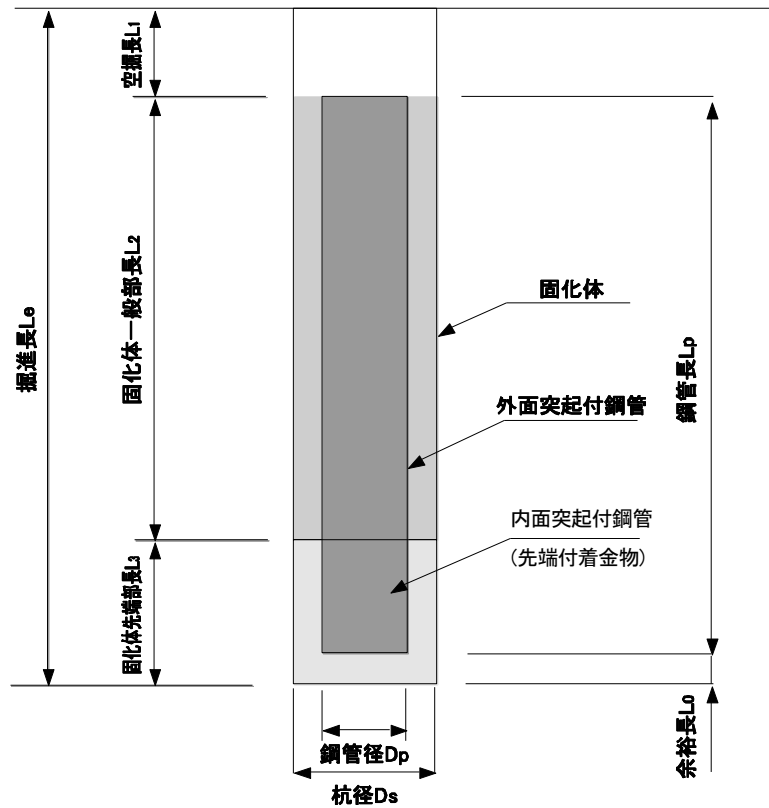 空掘長L1
掘進長Le
固化体一般部長L2
固化体先端部長L3
固化体
外面突起付鋼管
内面突起付鋼管
(先端付着金物)
鋼管長Lp
余裕長L0
鋼管径Dp
杭径Ds